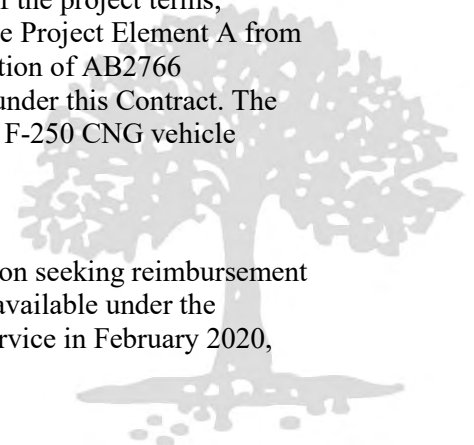 f the project terms,
e Project Element A from
tion of AB2766
under this Contract. The
F-250 CNG vehicle
on seeking reimbursement
available under the
rvice in February 2020,